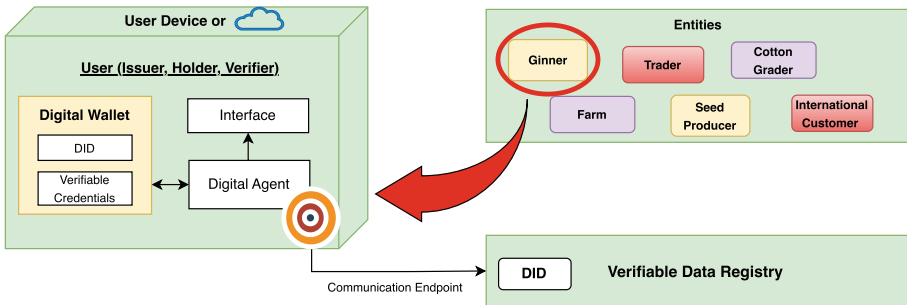 User Device or
User (Issuer, Holder, Verifier)
Digital Wallet
DID
Verifiable
Credentials
Interface
Digital Agent
Communication Endpoint
Entities
Ginner
Trader
Cotton
Grader
Farm
Seed
Producer
International
Customer
DID
Verifiable Data Registry